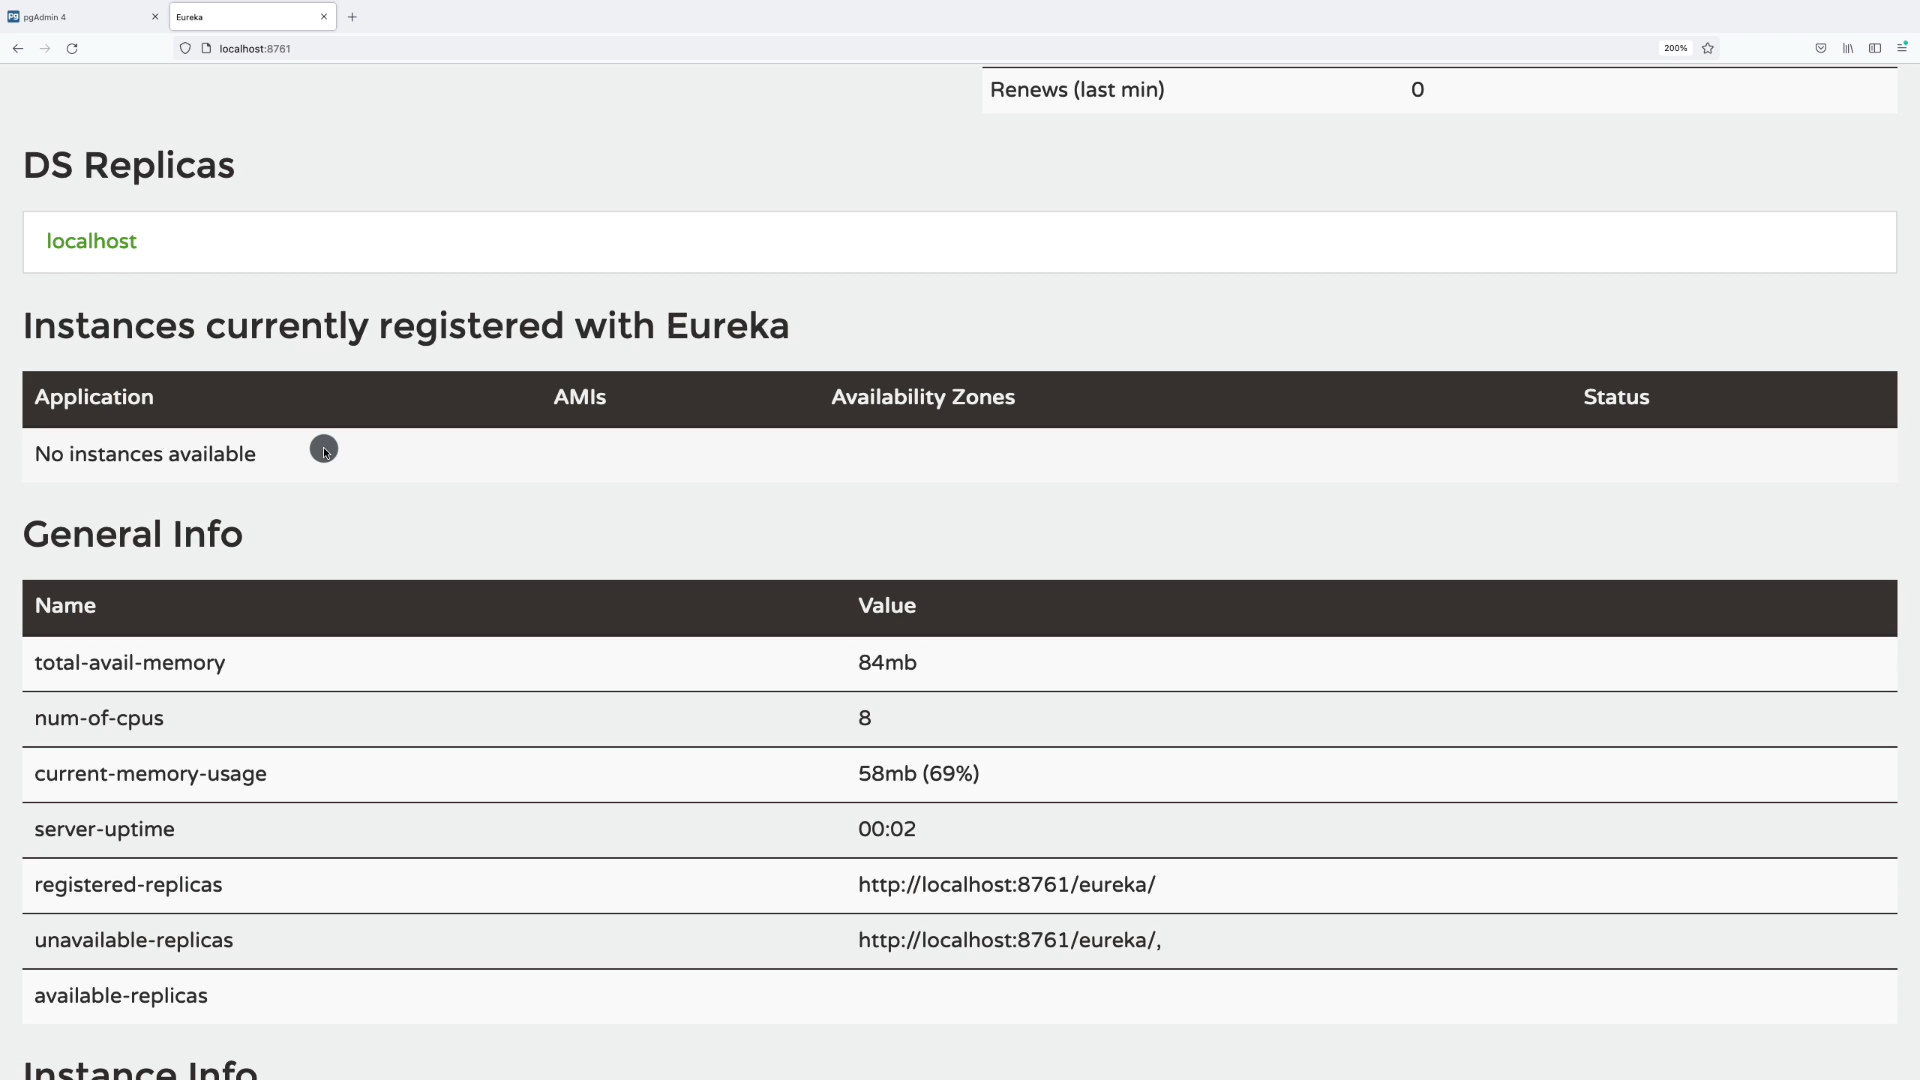 pgAdmin 4
Eureka
localhost:8761
200%
Renews (last min) 0
DS Replicas
localhost
Instances currently registered with Eureka
Application AMIs Availability Zones Status
No instances available
General Info
Name Value
total-avail-memory 84mb
num-of-cpus 8
current-memory-usage 58mb (69%)
server-uptime 00:02
registered-replicas http://localhost:8761/eureka/
unavailable-replicas http://localhost:8761/eureka/,
available-replicas
Instance Info